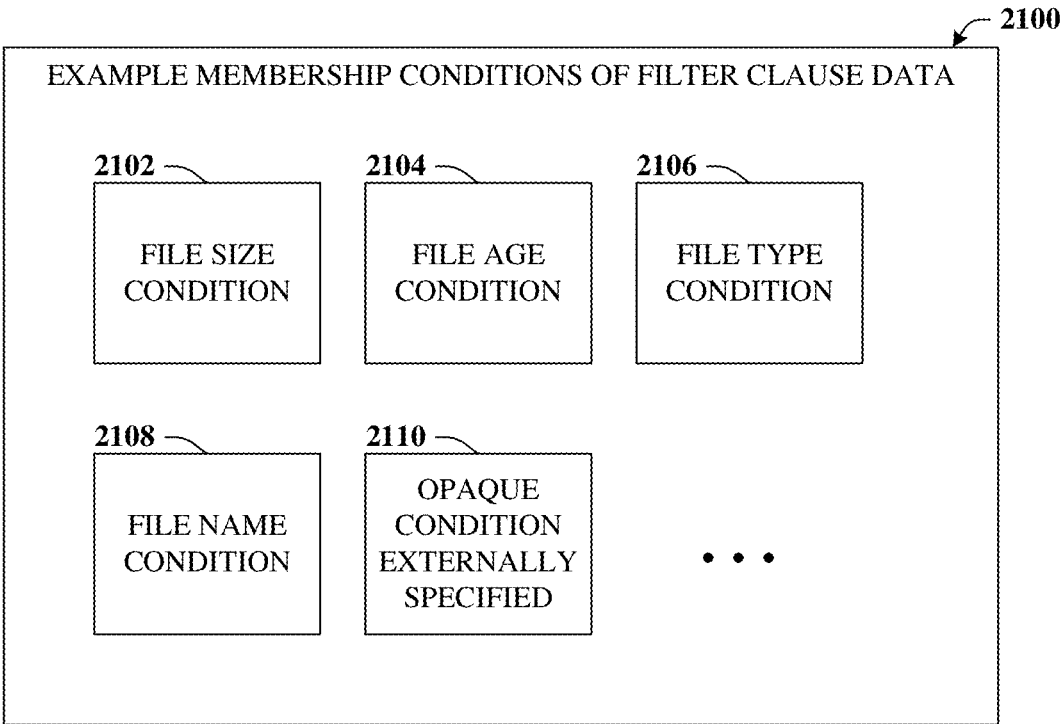 2100
EXAMPLE MEMBERSHIP CONDITIONS OF FILTER CLAUSE DATA
2102
2104
2106
FILE SIZE
CONDITION
FILE AGE
CONDITION
FILE TYPE
CONDITION
2108
2110
FILE NAME
CONDITION
OPAQUE
CONDITION
EXTERNALLY
SPECIFIED
• • •